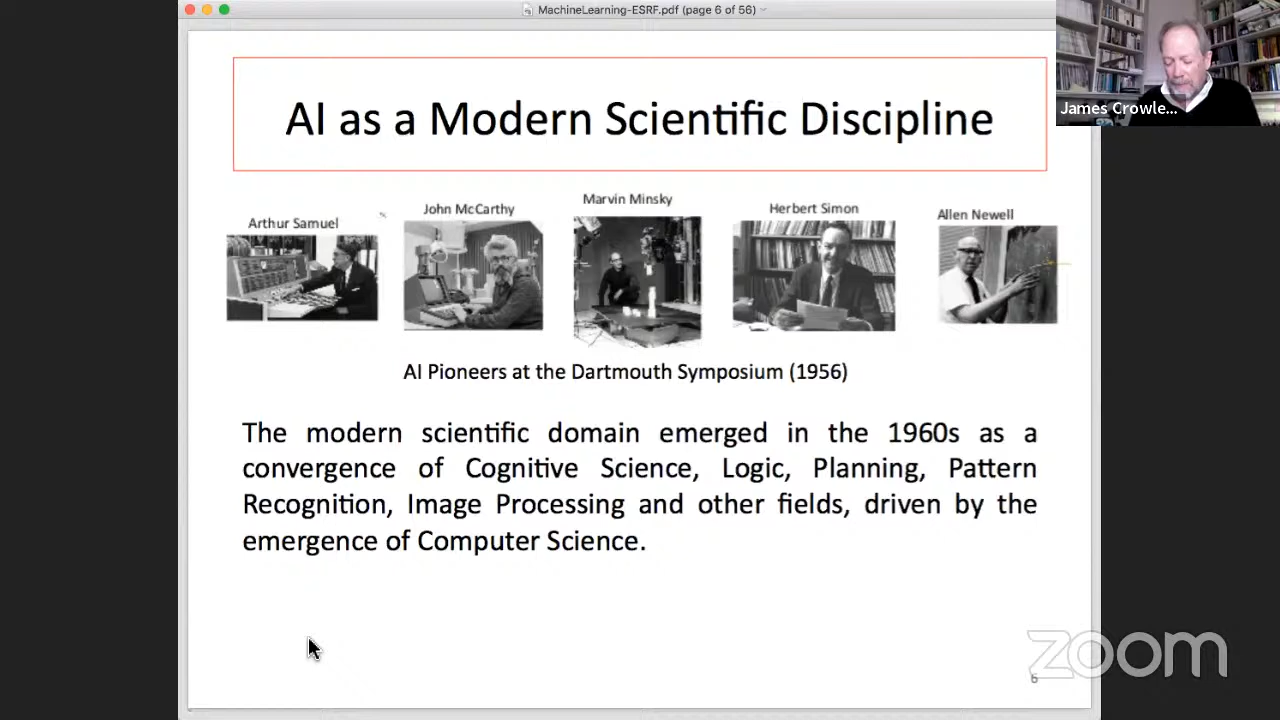 MachineLearning-ESRF.pdf (page 6 of 56)
James Crowle...
AI as a Modern Scientific Discipline
Arthur Samuel
John McCarthy
Marvin Minsky
Herbert Simon
Allen Newell
AI Pioneers at the Dartmouth Symposium (1956)
The modern scientific domain emerged in the 1960s as a
convergence of Cognitive Science, Logic, Planning, Pattern
Recognition, Image Processing and other fields, driven by the
emergence of Computer Science.
zoom
6